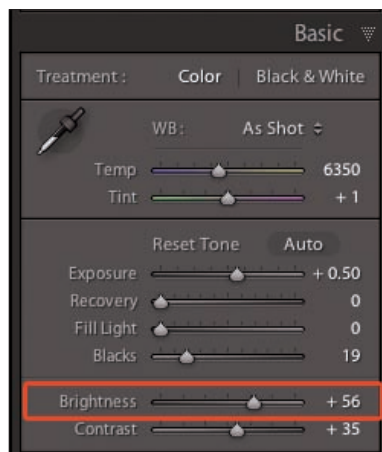 Basic
Treatment : Color Black & White
WB : As Shot
Temp 6350
Tint + 1
Reset Tone Auto
Exposure + 0.50
Recovery 0
Fill Light 0
Blacks 19
Brightness + 56
Contrast + 35